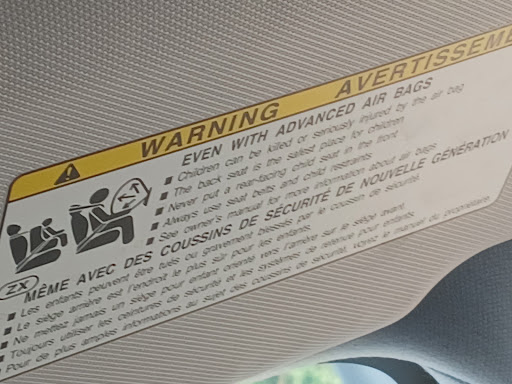 WARNING AVERTISSEME
EVEN WITH ADVANCED AIR BAGS
■ Children can be killed or seriously injured by the air bag
■ The back seat is the safest place for children
■ Never put a rear-facing child seat in the front
■ Always use seat belts and child restraints
■ See owner's manual for more information about air bags
ZX
MÊME AVEC DES COUSSINS DE SÉCURITÉ DE NOUVELLE GÉNÉRATION
■ Les enfants peuvent être tués ou gravement blessés par le coussin de sécurité
■ Le siège arrière est l'endroit le plus sûr pour les enfants
■ Ne mettez jamais un siège pour enfant orienté vers l'arrière sur le siège avant.
■ Toujours utiliser les ceintures de sécurité et les systèmes de retenue pour enfants.
Pour de plus amples informations au sujet des coussins de sécurité, voyez le manuel du propriétaire